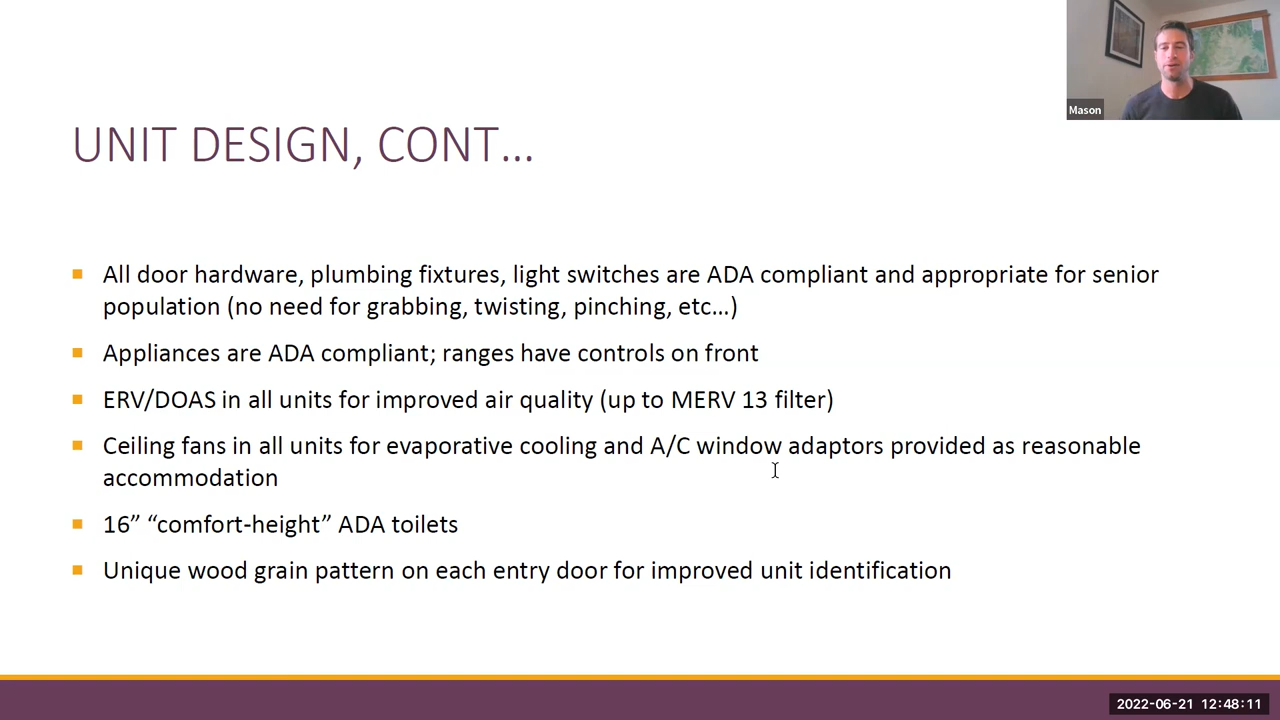 Mason
UNIT DESIGN, CONT…
All door hardware, plumbing fixtures, light switches are ADA compliant and appropriate for senior
population (no need for grabbing, twisting, pinching, etc…)
Appliances are ADA compliant; ranges have controls on front
ERV/DOAS in all units for improved air quality (up to MERV 13 filter)
Ceiling fans in all units for evaporative cooling and A/C window adaptors provided as reasonable
accommodation
16” “comfort-height” ADA toilets
Unique wood grain pattern on each entry door for improved unit identification
2022-06-21 12:48:11